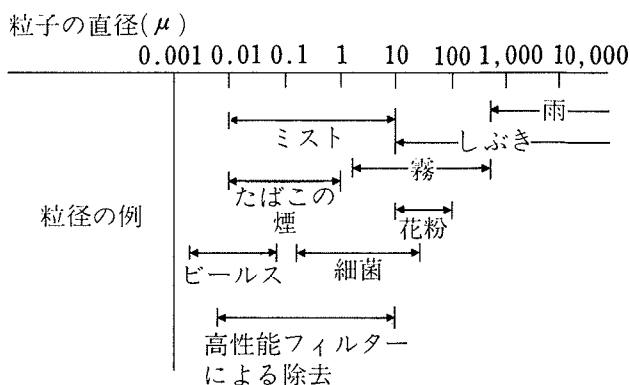 粒子の直径(μ)
0.001 0.01 0.1 1 10 100 1,000 10,000
雨
ミスト
しぶき
霧
たばこの
煙
花粉
粒径の例
ビールス
細菌
高性能フィルター
による除去